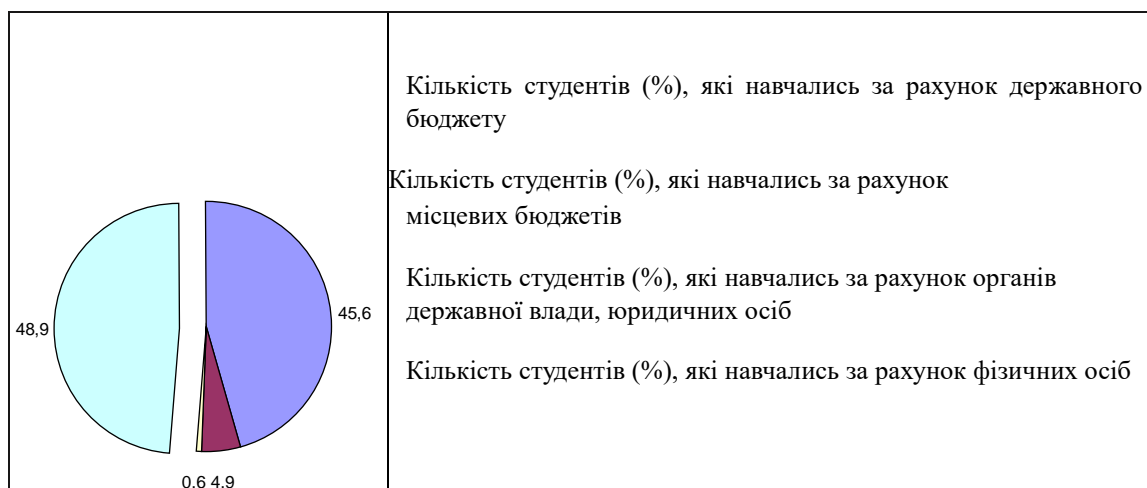 Кількість студентів (%), які навчались за рахунок державного
бюджету
Кількість студентів (%), які навчались за рахунок
місцевих бюджетів
Кількість студентів (%), які навчались за рахунок органів
державної влади, юридичних осіб
Кількість студентів (%), які навчались за рахунок фізичних осіб
48,9
45,6
0,6 4,9